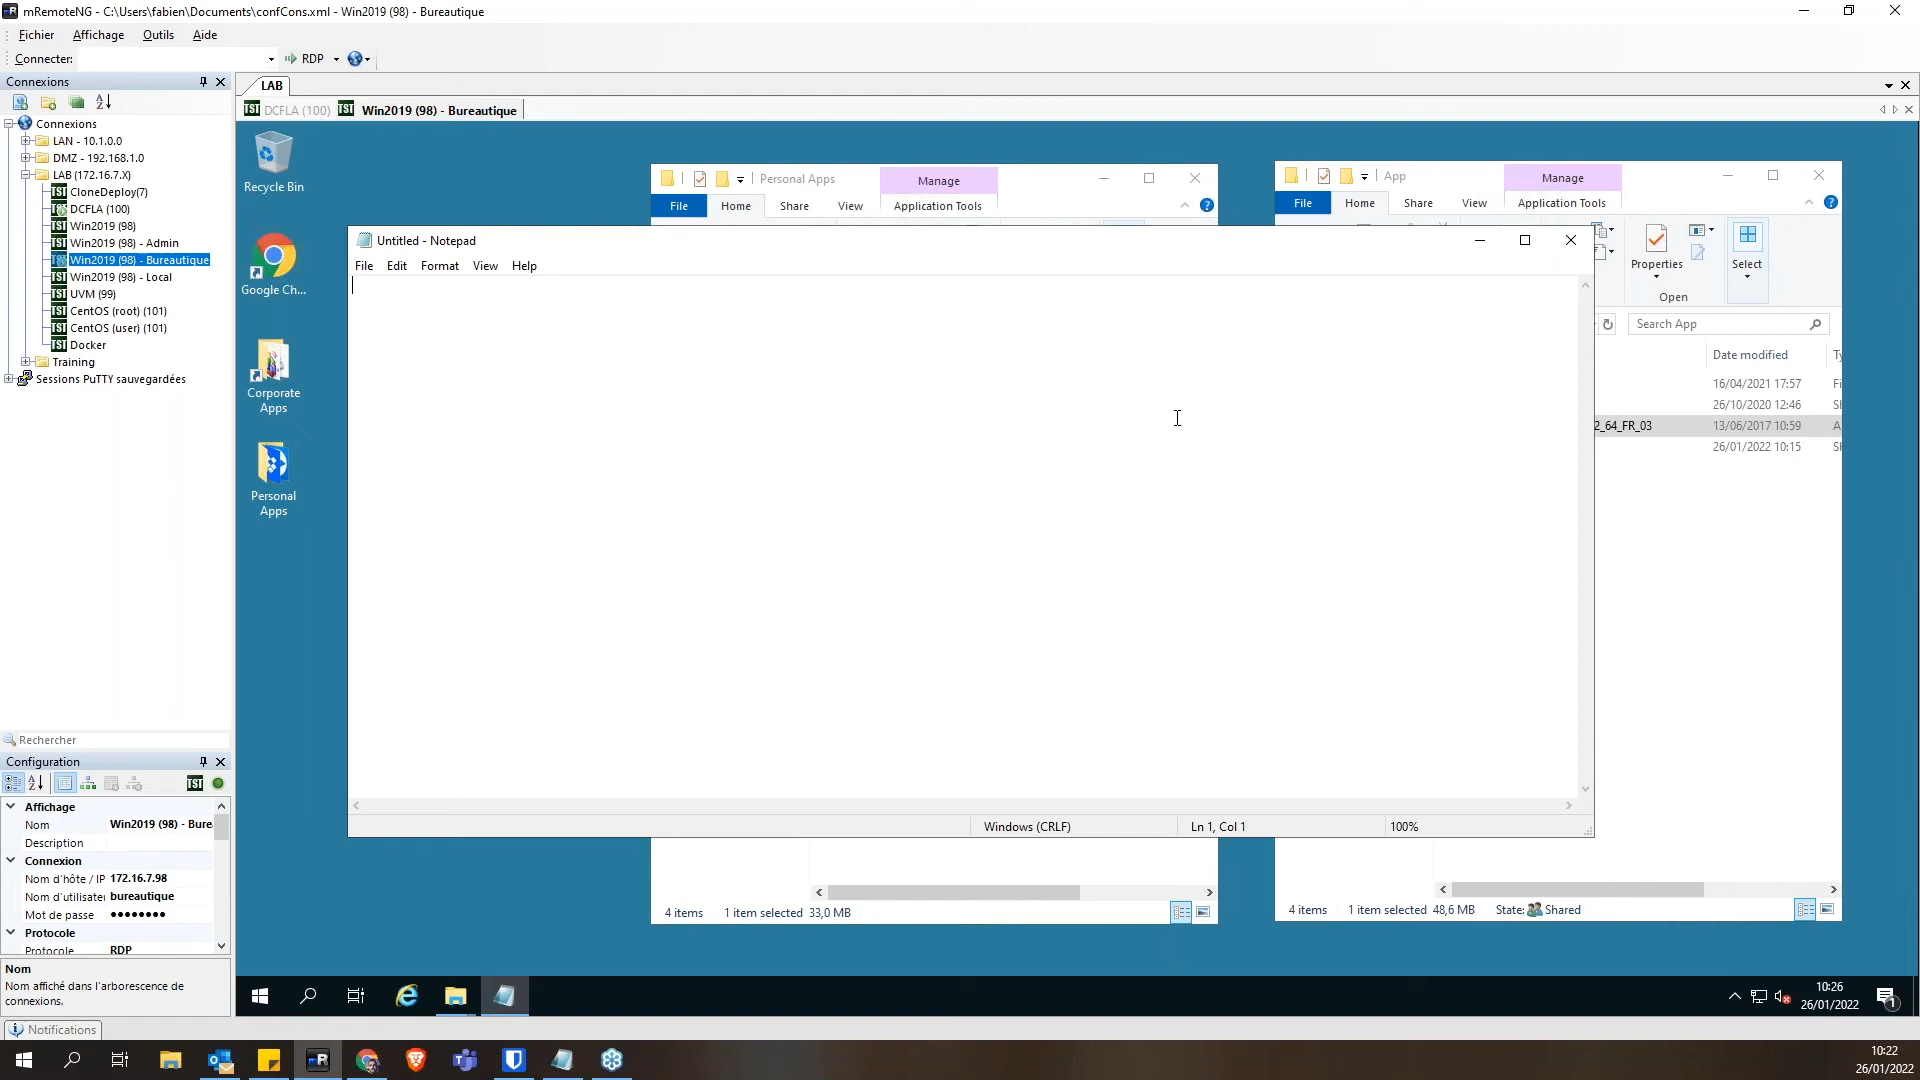 mRemoteNG - C:\Users\fabien\Documents\confCons.xml - Win2019 (98) - Bureautique
Fichier Affichage Outils Aide
Connecter: RDP
Connexions
Connexions
LAN - 10.1.0.0
DMZ - 192.168.1.0
LAB (172.16.7.X)
CloneDeploy(7)
DCFLA (100)
Win2019 (98)
Win2019 (98) - Admin
Win2019 (98) - Bureautique
Win2019 (98) - Local
UVM (99)
CentOS (root) (101)
CentOS (user) (101)
Docker
Training
Sessions PuTTY sauvegardées
Rechercher
Configuration
Affichage
Nom Win2019 (98) - Bure
Description
Connexion
Nom d'hôte / IP 172.16.7.98
Nom d'utilisate bureautique
Mot de passe ●●●●●●●●
Protocole
Protocole RDP
Nom
Nom affiché dans l'arborescence de
connexions.
Notifications
LAB
DCFLA (100) Win2019 (98) - Bureautique
Recycle Bin
Google Ch...
Corporate
Apps
Personal
Apps
Personal Apps Manage
File Home Share View Application Tools
App Manage
File Home Share View Application Tools
Untitled - Notepad
File Edit Format View Help
Windows (CRLF) Ln 1, Col 1 100%
Properties Select
Open
Search App
Date modified
16/04/2021 17:57
26/10/2020 12:46
2_64_FR_03 13/06/2017 10:59
26/01/2022 10:15
4 items 1 item selected 33,0 MB
4 items 1 item selected 48,6 MB State: Shared
10:26
26/01/2022
1
10:22
26/01/2022